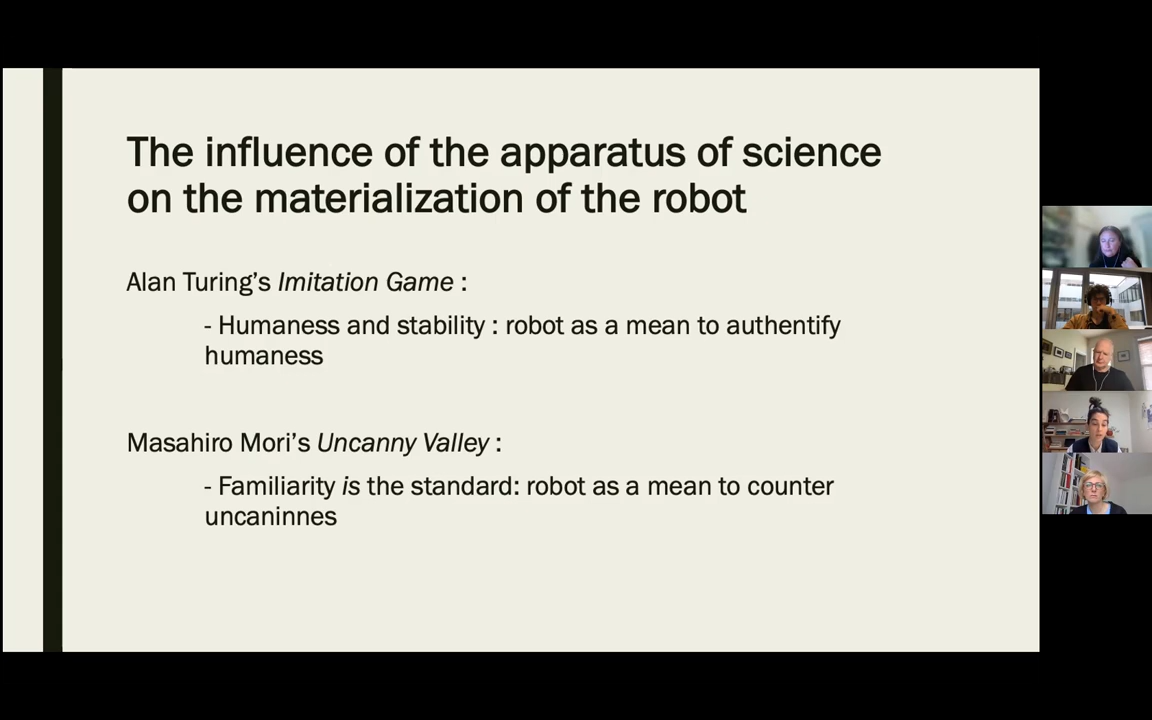 The influence of the apparatus of science
on the materialization of the robot
Alan Turing’s Imitation Game :
- Humaness and stability : robot as a mean to authentify
humaness
Masahiro Mori’s Uncanny Valley :
- Familiarity is the standard: robot as a mean to counter
uncaninnes